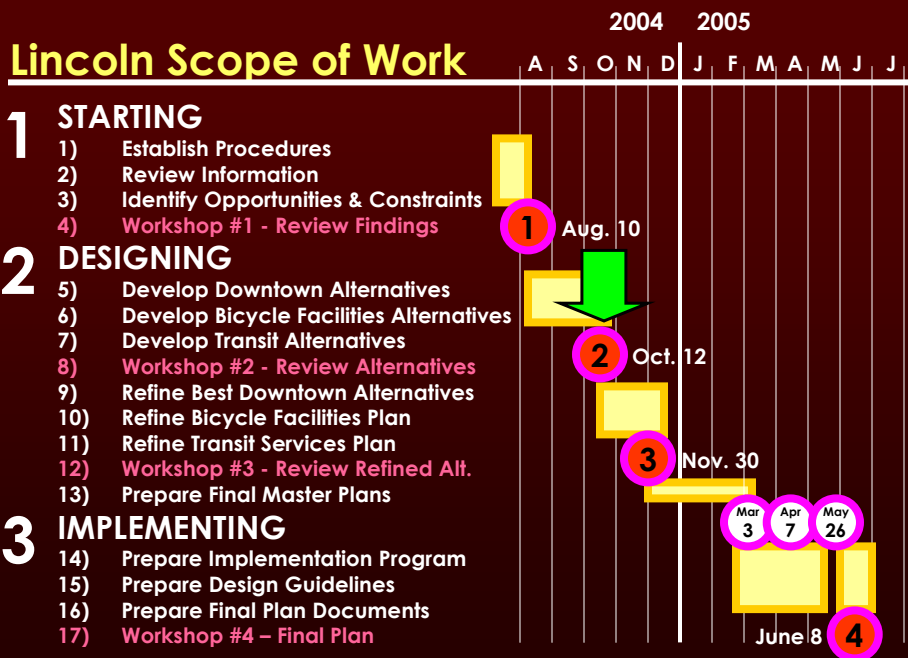 2004 2005
Lincoln Scope of Work A S O N D J F M A M J J
1 STARTING
1) Establish Procedures
2) Review Information
3) Identify Opportunities & Constraints
4) Workshop #1 - Review Findings 1 Aug. 10
2 DESIGNING
5) Develop Downtown Alternatives
6) Develop Bicycle Facilities Alternatives
7) Develop Transit Alternatives
8) Workshop #2 - Review Alternatives 2 Oct. 12
9) Refine Best Downtown Alternatives
10) Refine Bicycle Facilities Plan
11) Refine Transit Services Plan
12) Workshop #3 - Review Refined Alt. 3 Nov. 30
13) Prepare Final Master Plans
3 IMPLEMENTING
Mar 3 Apr 7 May 26
14) Prepare Implementation Program
15) Prepare Design Guidelines
16) Prepare Final Plan Documents
17) Workshop #4 – Final Plan June 8 4